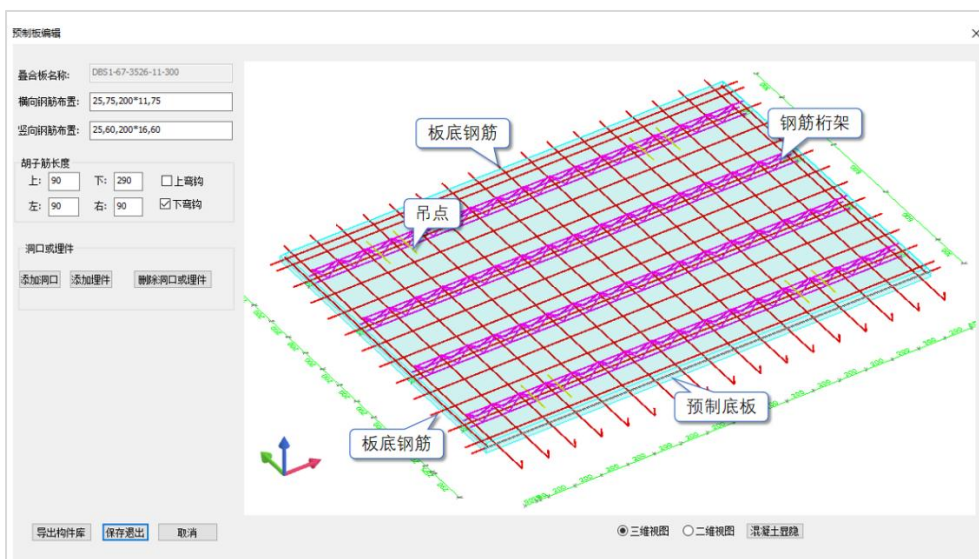 预制板编辑
叠合板名称: DBS1-67-3526-11-300
横向钢筋布置: 25,75,200*11,75
竖向钢筋布置: 25,60,200*16,60
胡子筋长度
上: 90 下: 290 上弯钩
左: 90 右: 90 下弯钩
洞口或埋件
添加洞口 添加埋件 删除洞口或埋件
板底钢筋
钢筋桁架
吊点
预制底板
板底钢筋
导出构件库 保存退出 取消
三维视图 二维视图 混凝土显隐